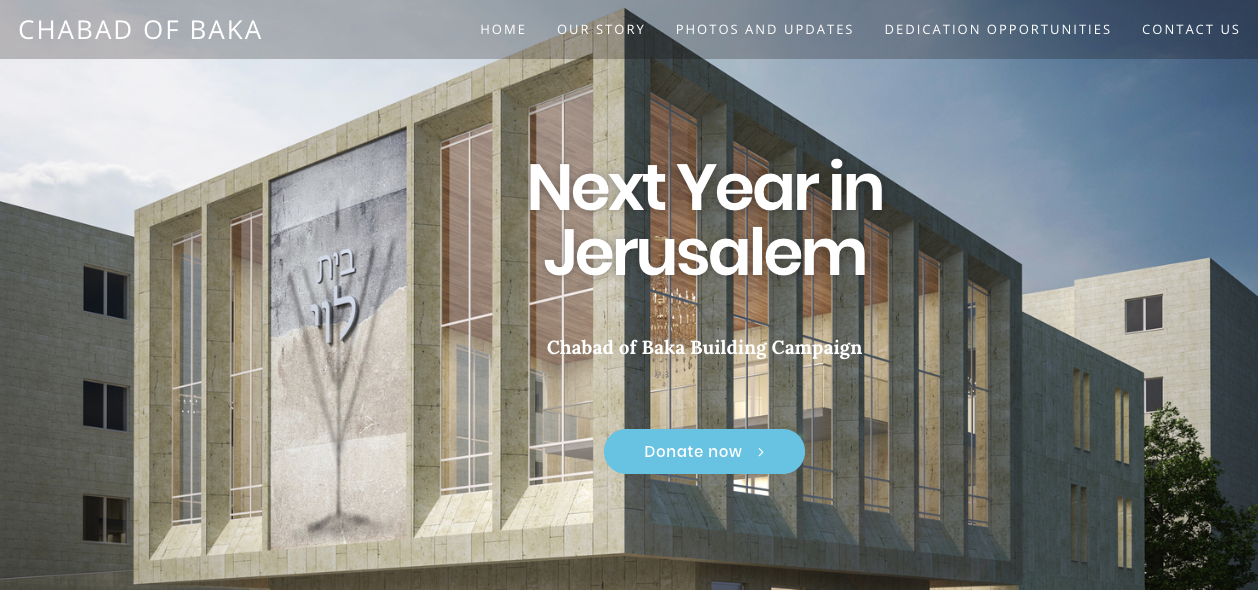 CHABAD OF BAKA
HOME
OUR STORY
PHOTOS AND UPDATES
DEDICATION OPPORTUNITIES
CONTACT US
Next Year in
Jerusalem
בית
לוי
Chabad of Baka Building Campaign
Donate now